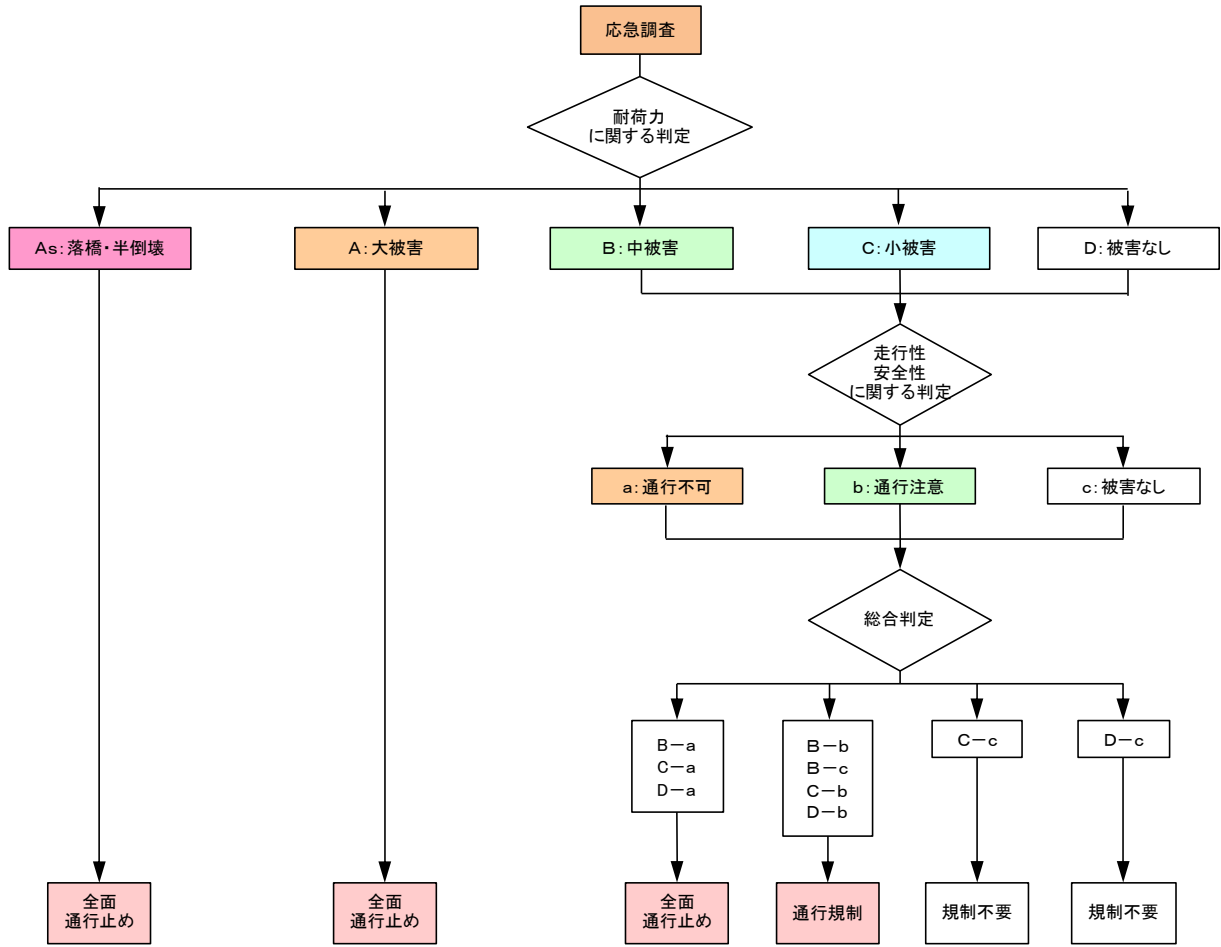 応急調査
耐荷力
に関する判定
As:落橋・半倒壊
A:大被害
B:中被害
C:小被害
D:被害なし
走行性
安全性
に関する判定
a:通行不可
b:通行注意
c:被害なし
総合判定
B－a
C－a
D－a
B－b
B－c
C－b
D－b
C－c
D－c
全面
通行止め
全面
通行止め
全面
通行止め
通行規制
規制不要
規制不要